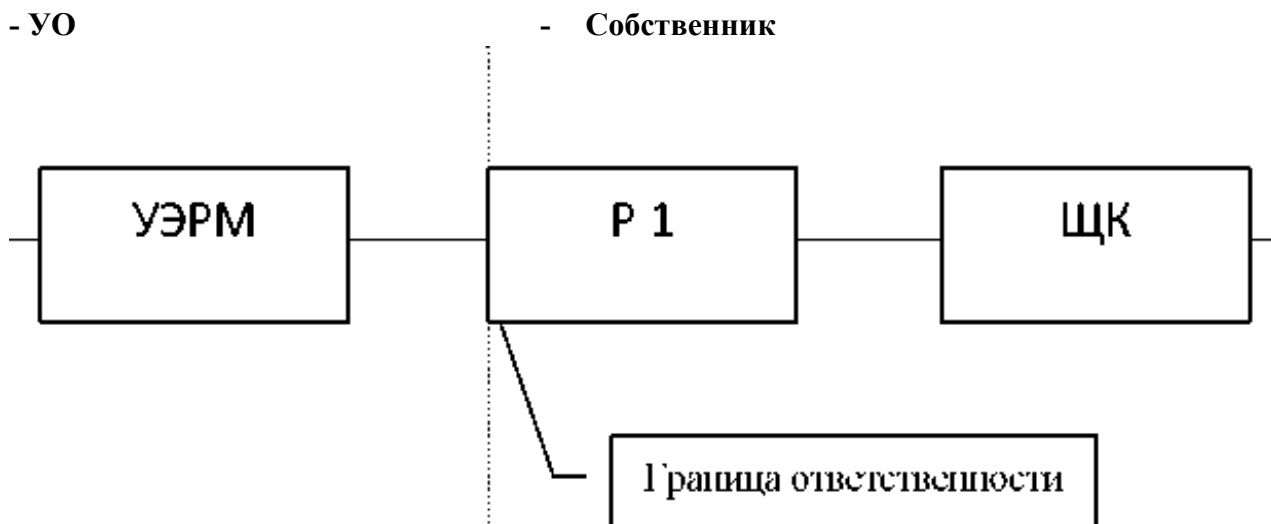 - УО - Собственник
УЭРМ Р 1 ЩК
Граница ответственности